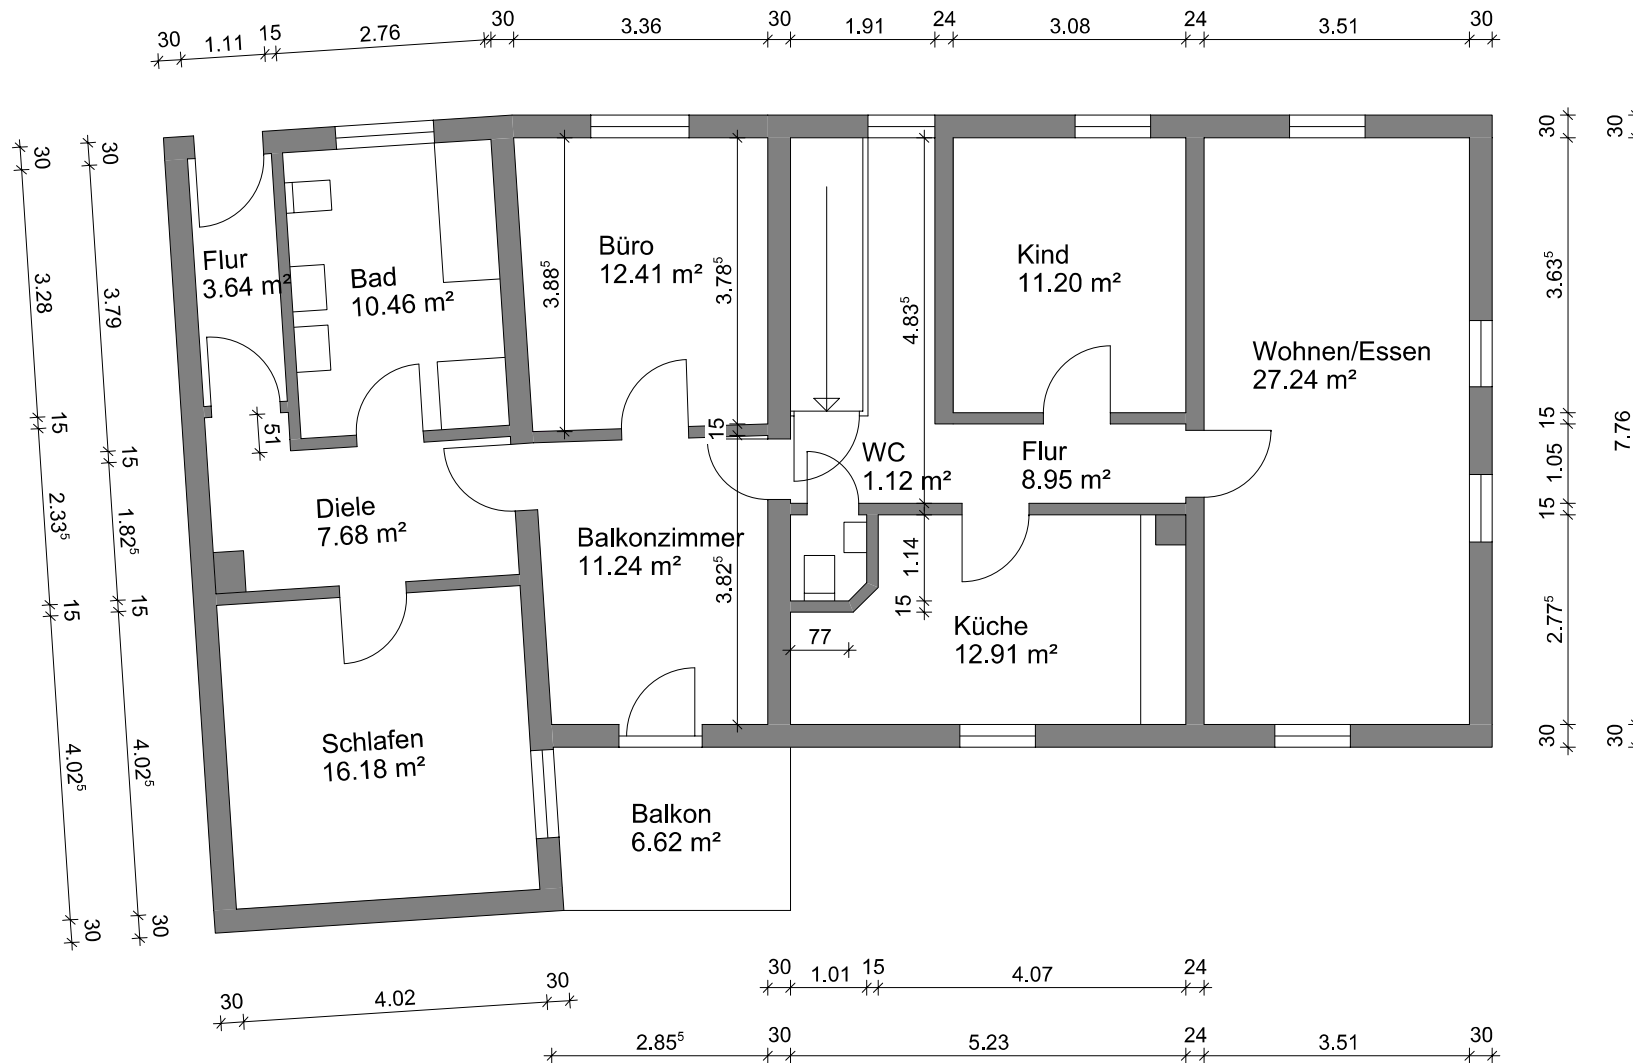 30 1.11 15 2.76 30 3.36 30 1.91 24 3.08 24 3.51 30
30 30 30 30
Flur
3.64 m²
Bad
10.46 m²
Büro
12.41 m²
3.88⁵
3.78⁵
15
4.83⁵
Kind
11.20 m²
Wohnen/Essen
27.24 m²
3.28
3.79
3.63⁵
7.76
15
15
51
WC
1.12 m²
Flur
8.95 m²
15
1.05
15
2.33⁵
1.82⁵
Diele
7.68 m²
Balkonzimmer
11.24 m²
3.82⁵
1.14
15
15
15
77
Küche
12.91 m²
2.77⁵
4.02⁵
4.02⁵
Schlafen
16.18 m²
30 30
Balkon
6.62 m²
30 30
30 4.02 30
30 1.01 15 4.07 24
2.85⁵ 30 5.23 24 3.51 30